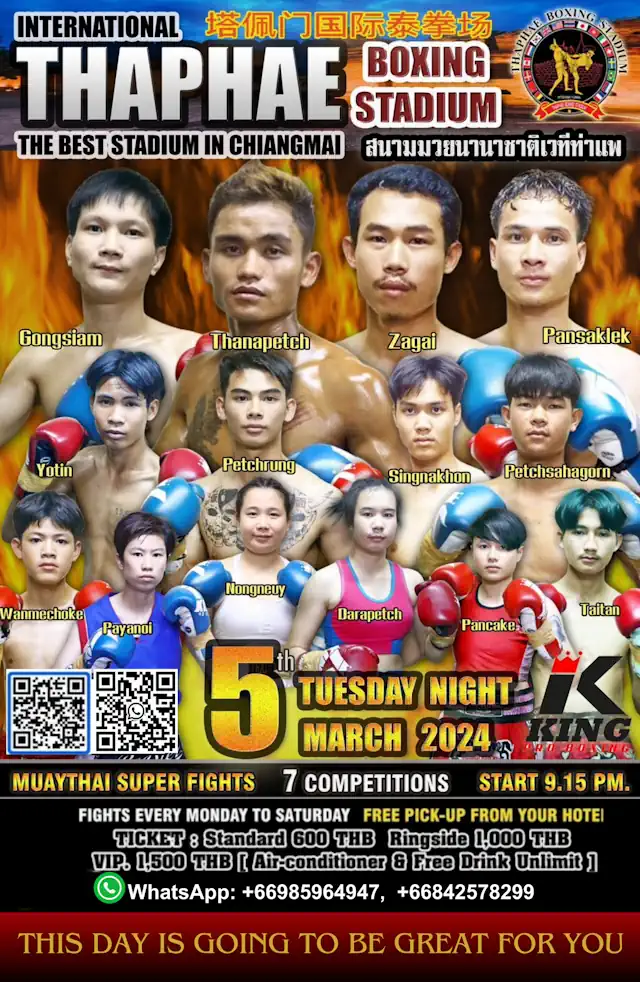 INTERNATIONAL
塔佩门国际泰拳场
THAPHAE
BOXING
STADIUM
THAPHAE BOXING STADIUM
THE BEST STADIUM IN CHIANGMAI
สนามมวยนานาชาติเวทีท่าแพ
Gongsiam
Thanapetch
Zagai
Pansaklek
Yotin
Petchrung
Singnakhon
Petchsahagorn
Wanmechoke
Payanoi
Nongneuy
Darapetch
Pancake
Taitan
5th
TUESDAY NIGHT
MARCH 2024
K
KING
PRO BOXING
MUAYTHAI SUPER FIGHTS 7 COMPETITIONS START 9.15 PM.
FIGHTS EVERY MONDAY TO SATURDAY FREE PICK-UP FROM YOUR HOTEl
TICKET : Standard 600 THB Ringside 1,000 THB
VIP. 1,500 THB [ Air-conditioner & Free Drink Unlimit ]
WhatsApp: +66985964947, +66842578299
THIS DAY IS GOING TO BE GREAT FOR YOU